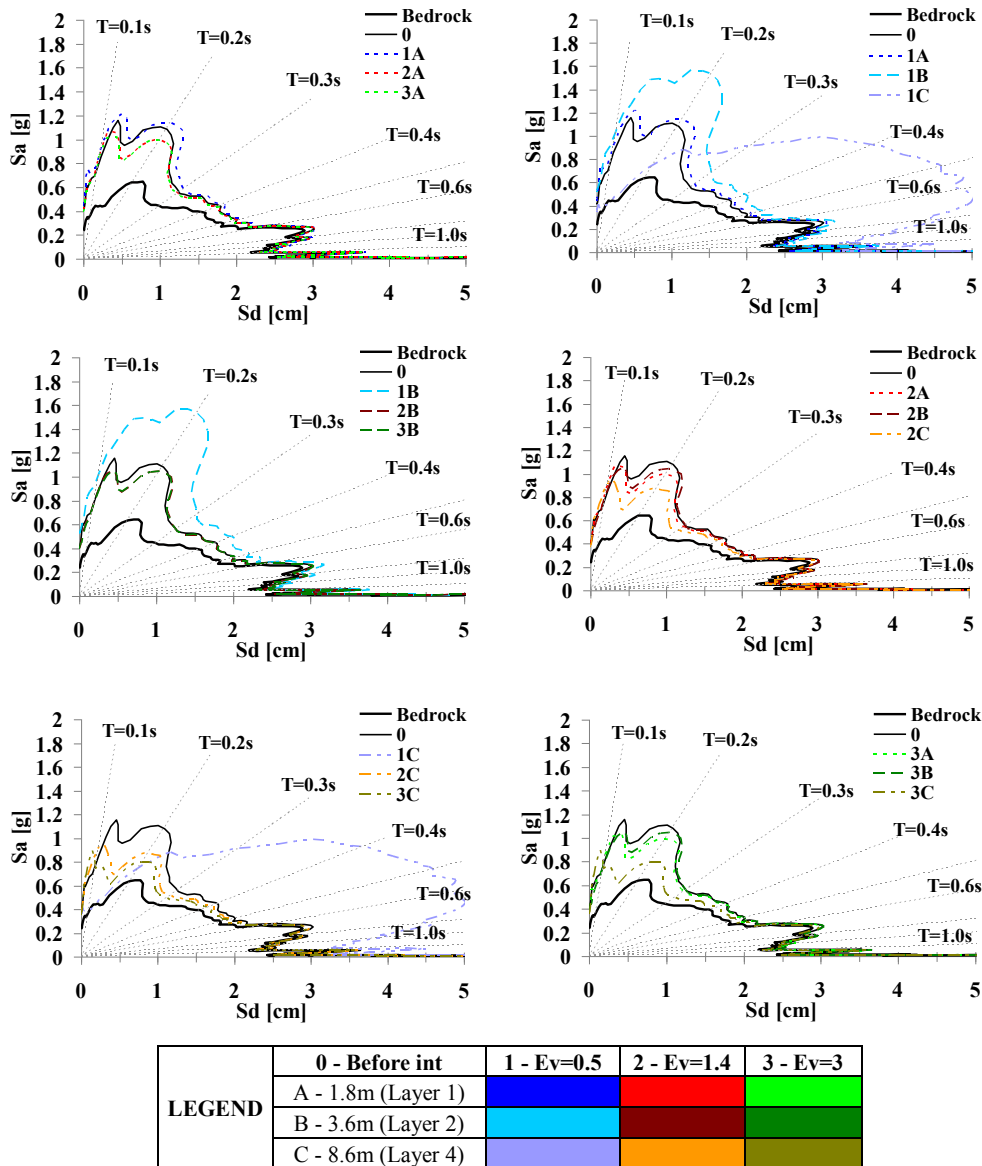 2
1.8
1.6
1.4
1.2
1
0.8
0.6
0.4
0.2
0
Sa [g]
T=0.1s
T=0.2s
T=0.3s
T=0.4s
T=0.6s
T=1.0s
Bedrock
0
1A
2A
3A
0 1 2 3 4 5
Sd [cm]
2
1.8
1.6
1.4
1.2
1
0.8
0.6
0.4
0.2
0
Sa [g]
T=0.1s
T=0.2s
T=0.3s
T=0.4s
T=0.6s
T=1.0s
Bedrock
0
1A
1B
1C
0 1 2 3 4 5
Sd [cm]
2
1.8
1.6
1.4
1.2
1
0.8
0.6
0.4
0.2
0
Sa [g]
T=0.1s
T=0.2s
T=0.3s
T=0.4s
T=0.6s
T=1.0s
Bedrock
0
1B
2B
3B
0 1 2 3 4 5
Sd [cm]
2
1.8
1.6
1.4
1.2
1
0.8
0.6
0.4
0.2
0
Sa [g]
T=0.1s
T=0.2s
T=0.3s
T=0.4s
T=0.6s
T=1.0s
Bedrock
0
2A
2B
2C
0 1 2 3 4 5
Sd [cm]
2
1.8
1.6
1.4
1.2
1
0.8
0.6
0.4
0.2
0
Sa [g]
T=0.1s
T=0.2s
T=0.3s
T=0.4s
T=0.6s
T=1.0s
Bedrock
0
1C
2C
3C
0 1 2 3 4 5
Sd [cm]
2
1.8
1.6
1.4
1.2
1
0.8
0.6
0.4
0.2
0
Sa [g]
T=0.1s
T=0.2s
T=0.3s
T=0.4s
T=0.6s
T=1.0s
Bedrock
0
3A
3B
3C
0 1 2 3 4 5
Sd [cm]
LEGEND
0 - Before int 1 - Ev=0.5 2 - Ev=1.4 3 - Ev=3
A - 1.8m (Layer 1)
B - 3.6m (Layer 2)
C - 8.6m (Layer 4)